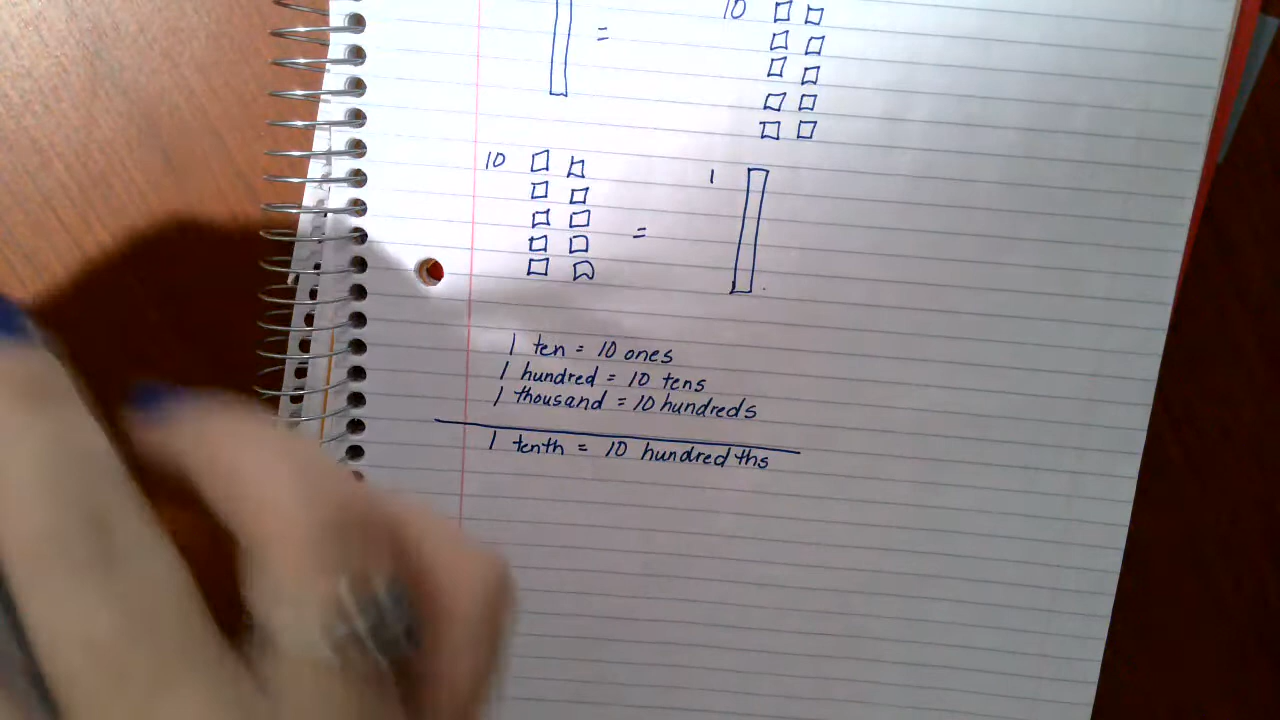 =
10
10
=
1
1 ten = 10 ones
1 hundred = 10 tens
1 thousand = 10 hundreds
1 tenth = 10 hundredths